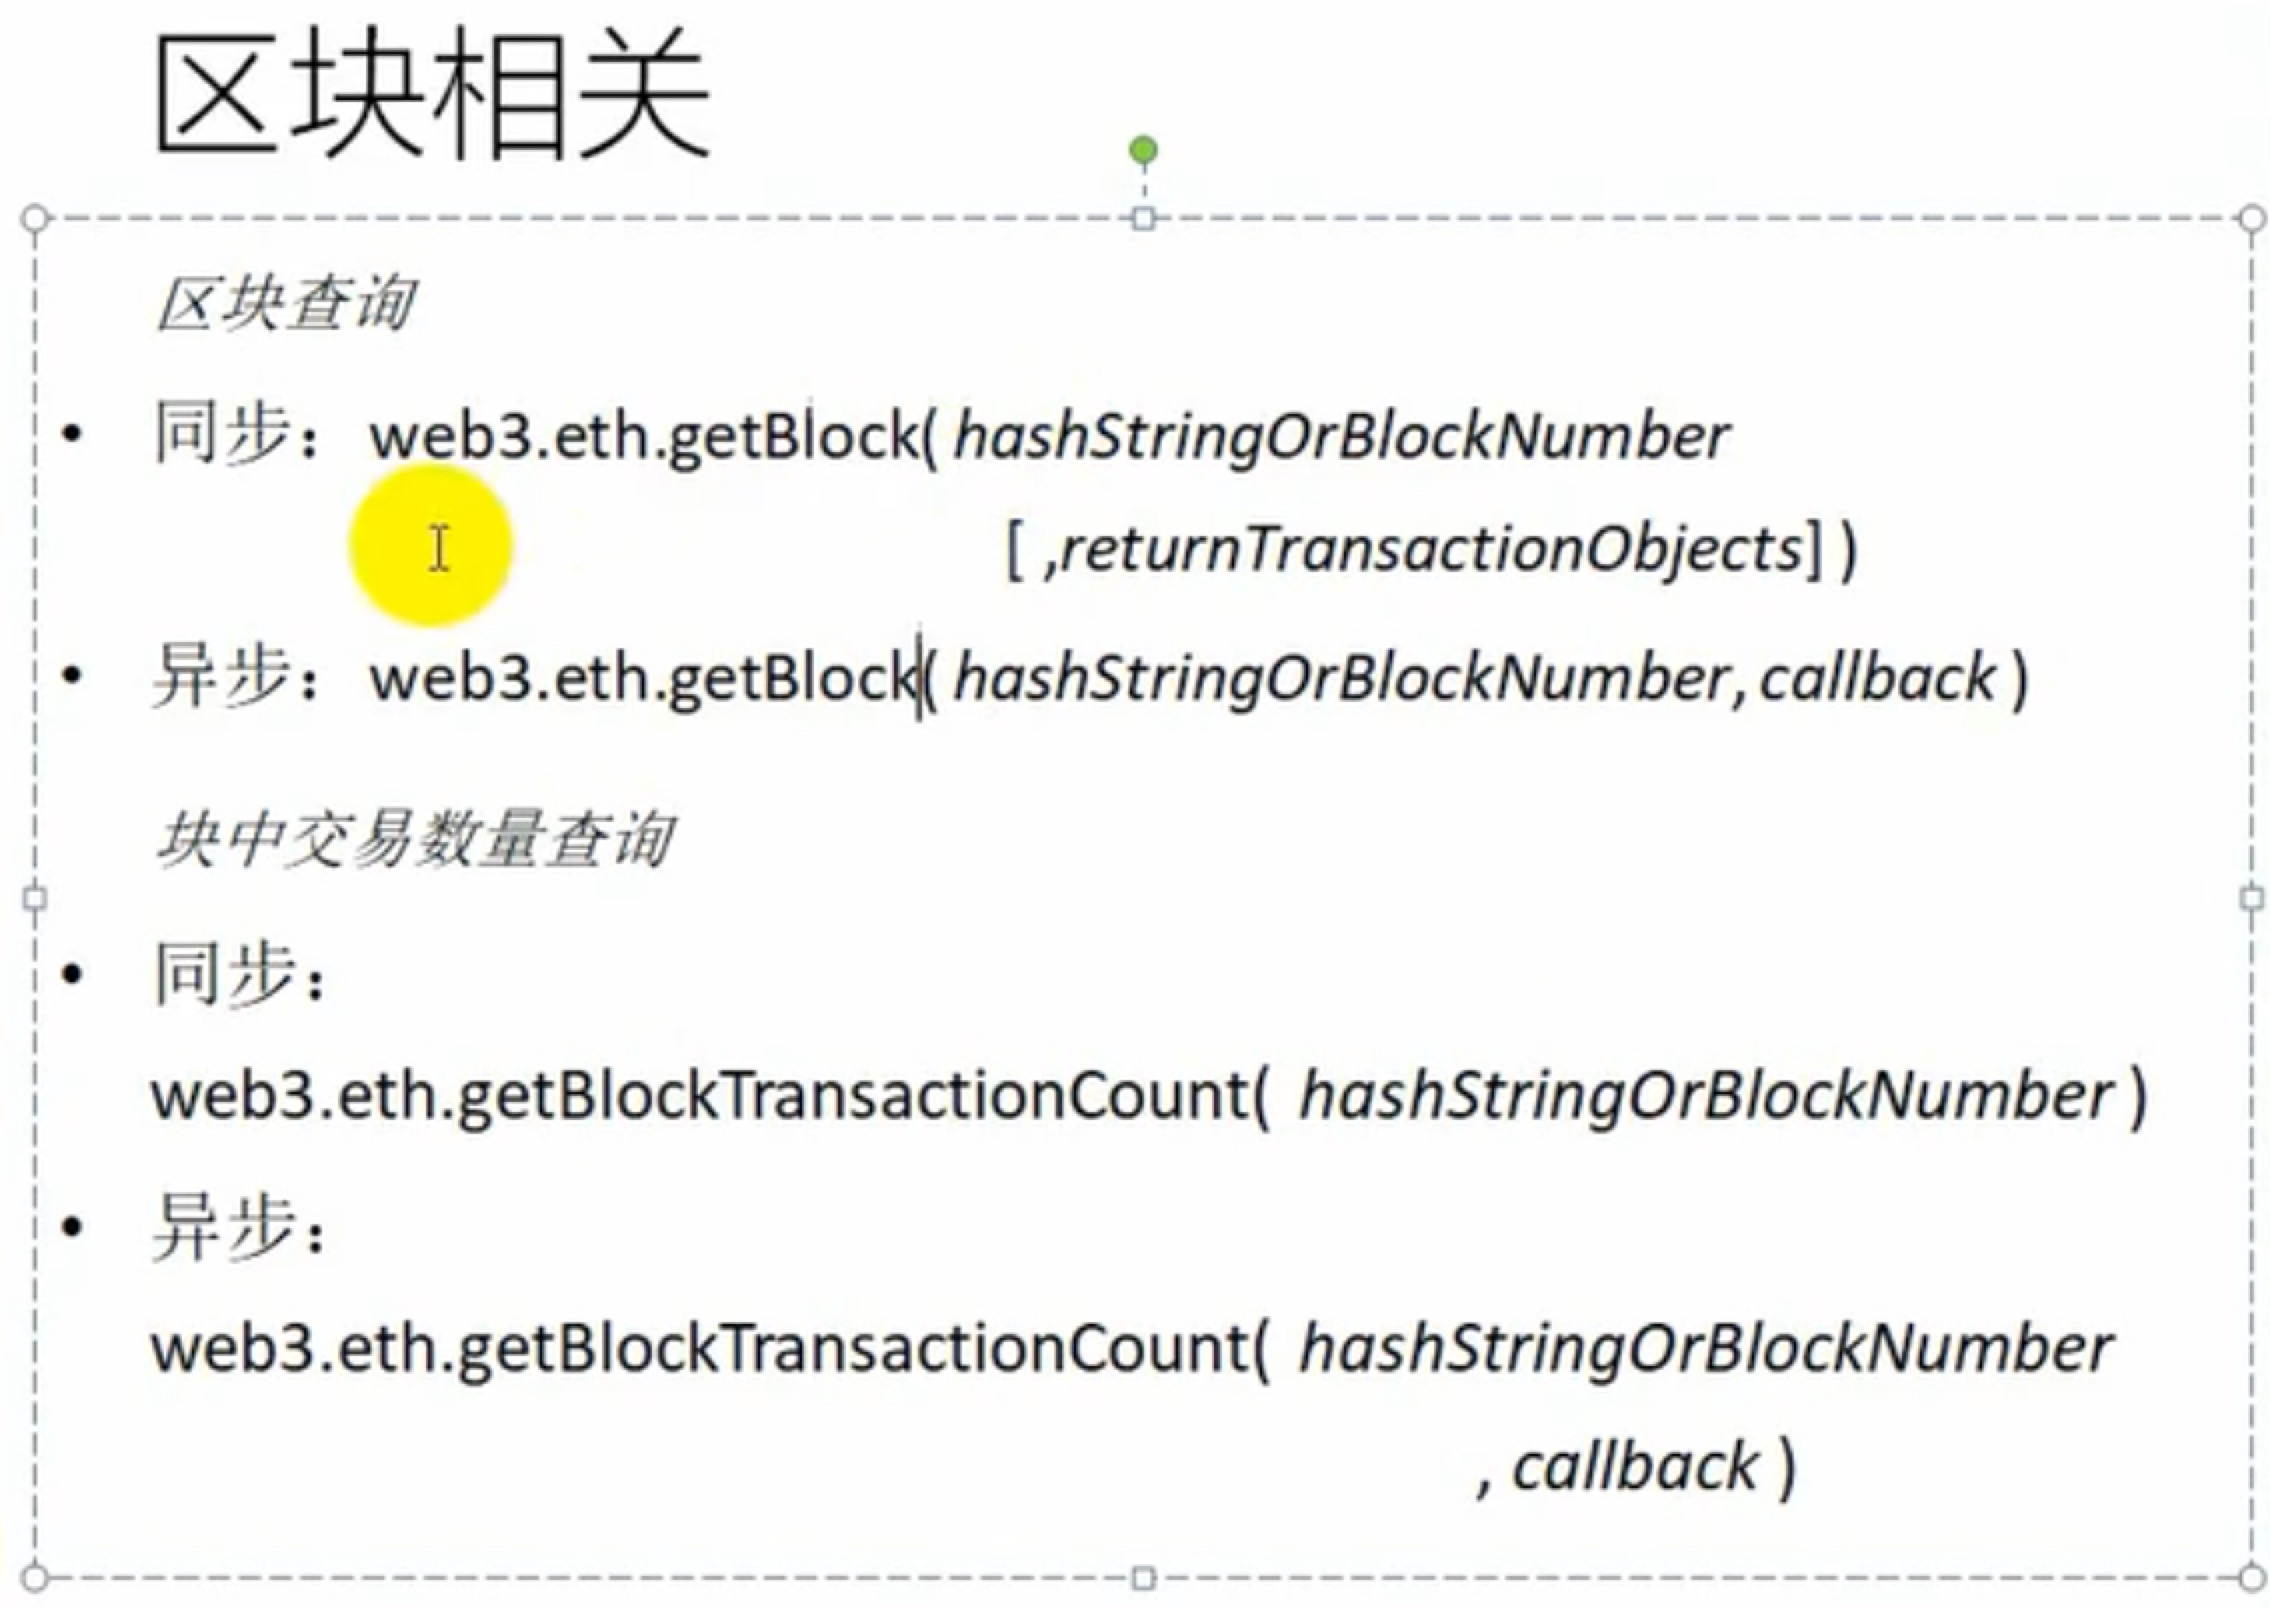 区块相关
区块查询
• 同步：web3.eth.getBlock( hashStringOrBlockNumber
[ ,returnTransactionObjects] )
• 异步：web3.eth.getBlock( hashStringOrBlockNumber, callback )
块中交易数量查询
• 同步：
web3.eth.getBlockTransactionCount( hashStringOrBlockNumber )
• 异步：
web3.eth.getBlockTransactionCount( hashStringOrBlockNumber
, callback )